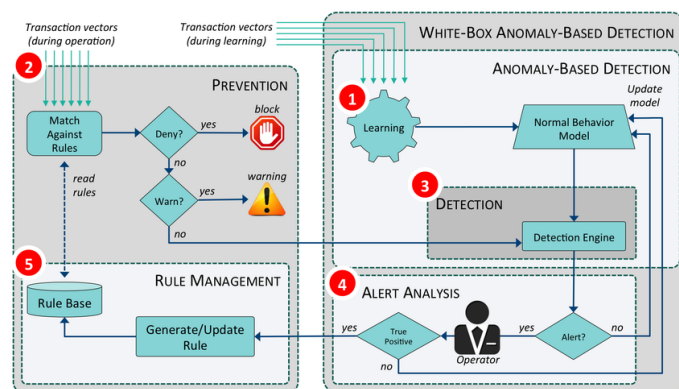 Transaction vectors
(during operation)
Transaction vectors
(during learning)
WHITE-BOX ANOMALY-BASED DETECTION
2
PREVENTION
ANOMALY-BASED DETECTION
Update
model
block
1
Match
Against
Rules
Deny?
yes
Learning
Normal Behavior
Model
no
read
rules
warning
Warn?
yes
3
DETECTION
no
Detection Engine
5
RULE MANAGEMENT
4
ALERT ANALYSIS
Rule Base
Generate/Update
Rule
yes
True
Positive
Operator
yes
Alert?
no
no